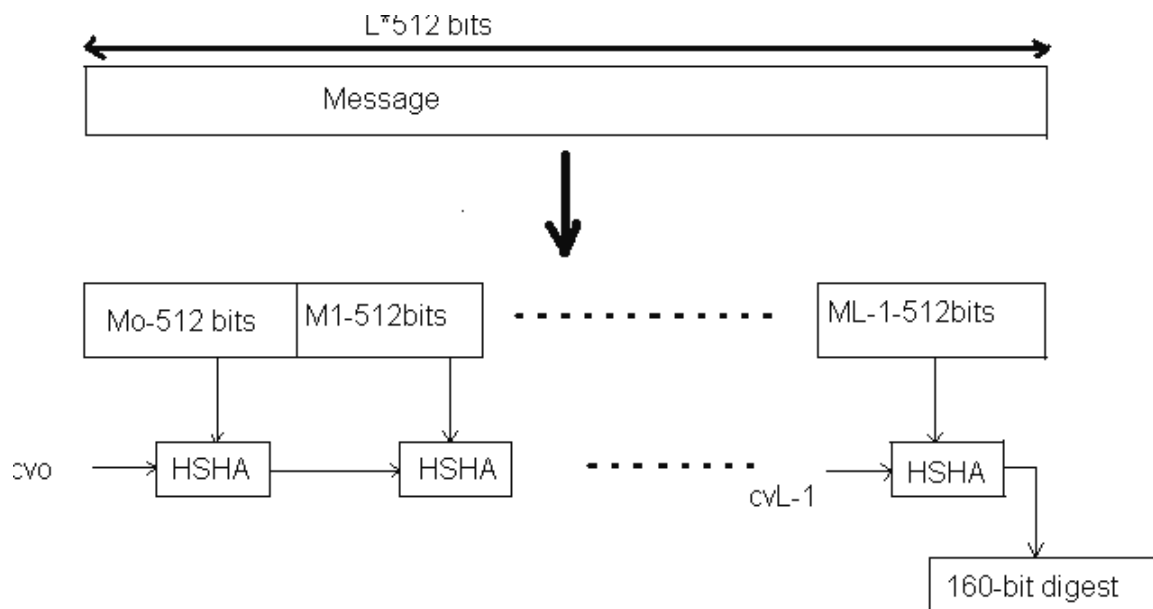 L*512 bits
Message
Mo-512 bits
M1-512bits
ML-1-512bits
cvo
HSHA
HSHA
cvL-1
HSHA
160-bit digest